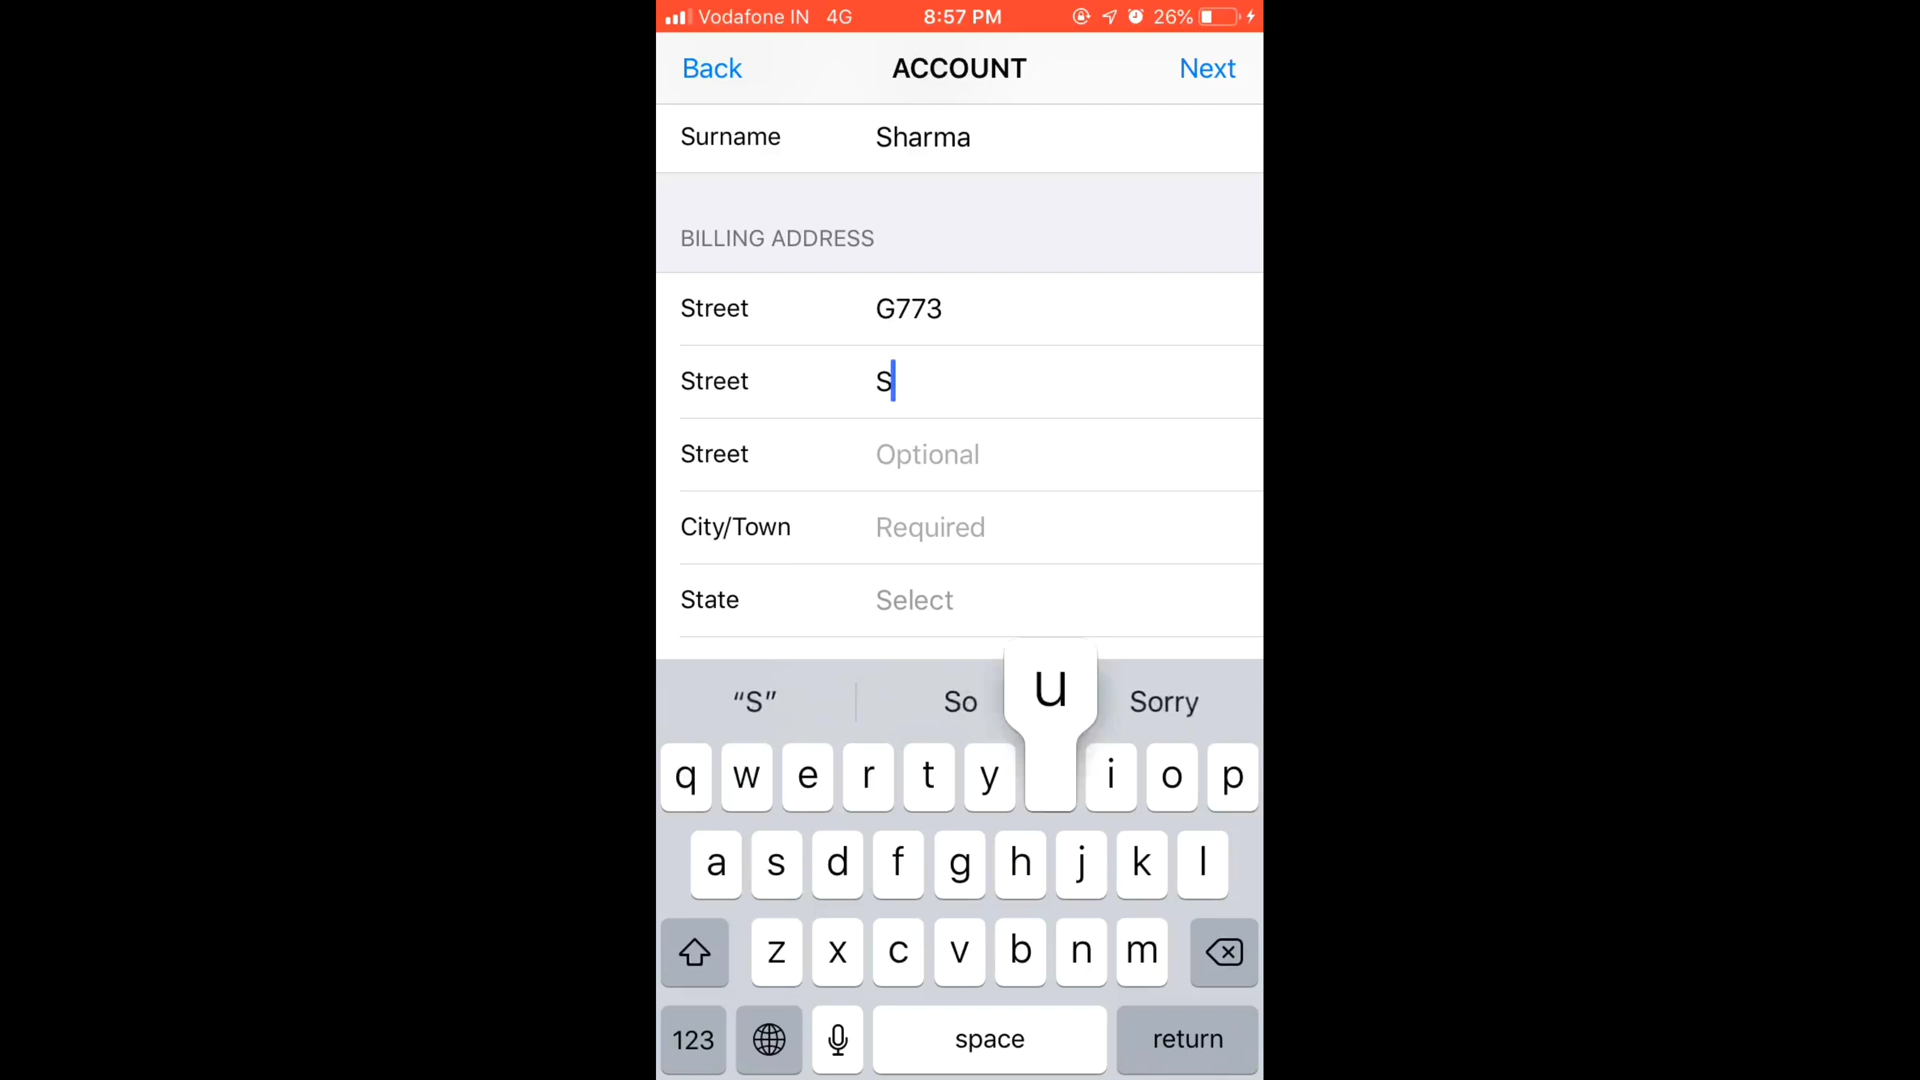 Vodafone IN 4G 8:57 PM 26%
Back ACCOUNT Next
Surname Sharma
BILLING ADDRESS
Street G773
Street S
Street Optional
City/Town Required
State Select
“S” So Sorry
q w e r t y u i o p
a s d f g h j k l
z x c v b n m
123 space return